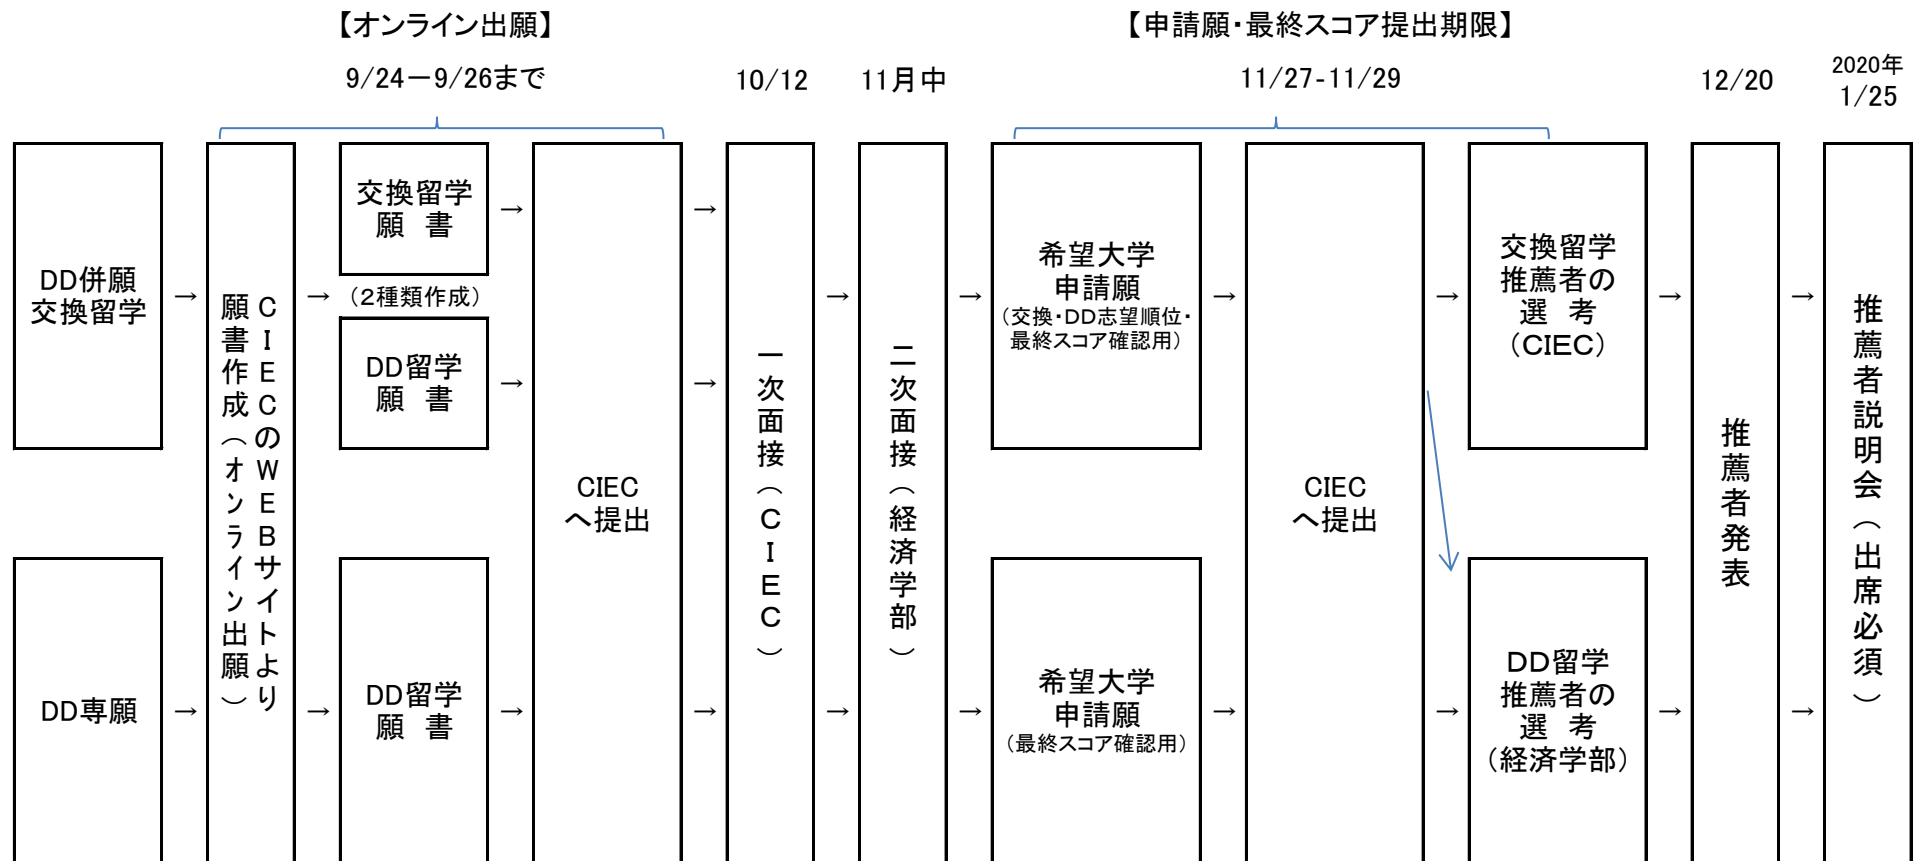 【オンライン出願】
【申請願・最終スコア提出期限】
9/24－9/26まで
10/12
11月中
11/27-11/29
12/20
2020年
1/25
DD併願
交換留学
→
CIECのWEBサイトより
願書作成（オンライン出願）
→
交換留学
願　書
（2種類作成）
DD留学
願　書
→
→
CIEC
へ提出
→
→
一次面接（CIEC）
→
二次面接（経済学部）
→
希望大学
申請願
（交換・DD志望順位・
最終スコア確認用）
→
CIEC
へ提出
→
交換留学
推薦者の
選　考
（CIEC）
→
推薦者発表
→
推薦者説明会（出席必須）
DD専願
→
→
DD留学
願　書
→
→
→
→
希望大学
申請願
（最終スコア確認用）
→
→
DD留学
推薦者の
選　考
（経済学部）
→
→